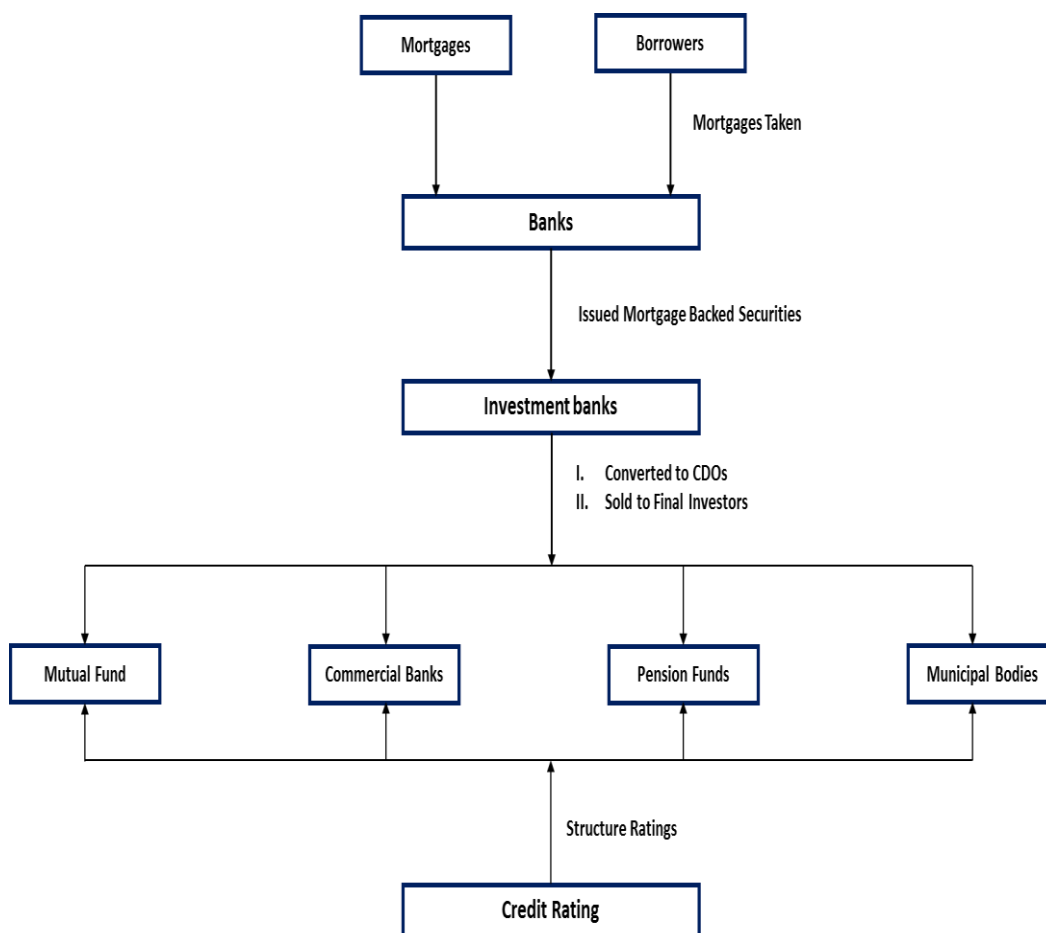 Mortgages
Borrowers
Mortgages Taken
Banks
Issued Mortgage Backed Securities
Investment banks
I. Converted to CDOs
II. Sold to Final Investors
Mutual Fund
Commercial Banks
Pension Funds
Municipal Bodies
Structure Ratings
Credit Rating